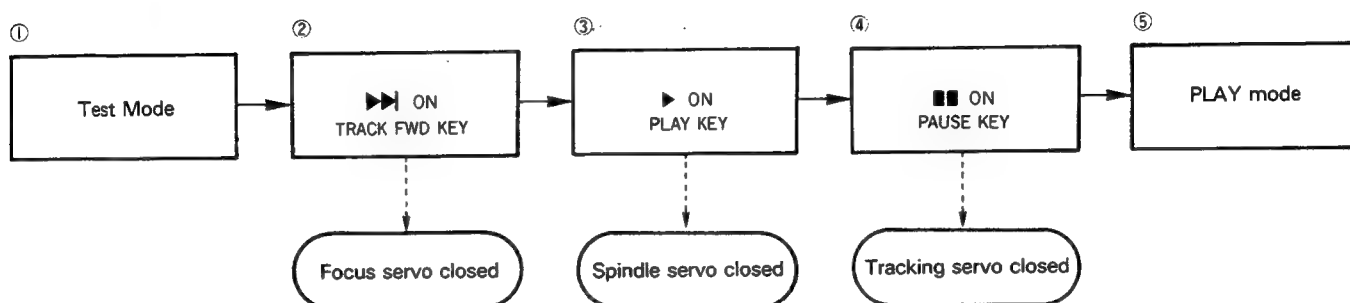 ①
Test Mode
②
▶▶| ON
TRACK FWD KEY
Focus servo closed
③
▶ ON
PLAY KEY
Spindle servo closed
④
▮▮ ON
PAUSE KEY
Tracking servo closed
⑤
PLAY mode